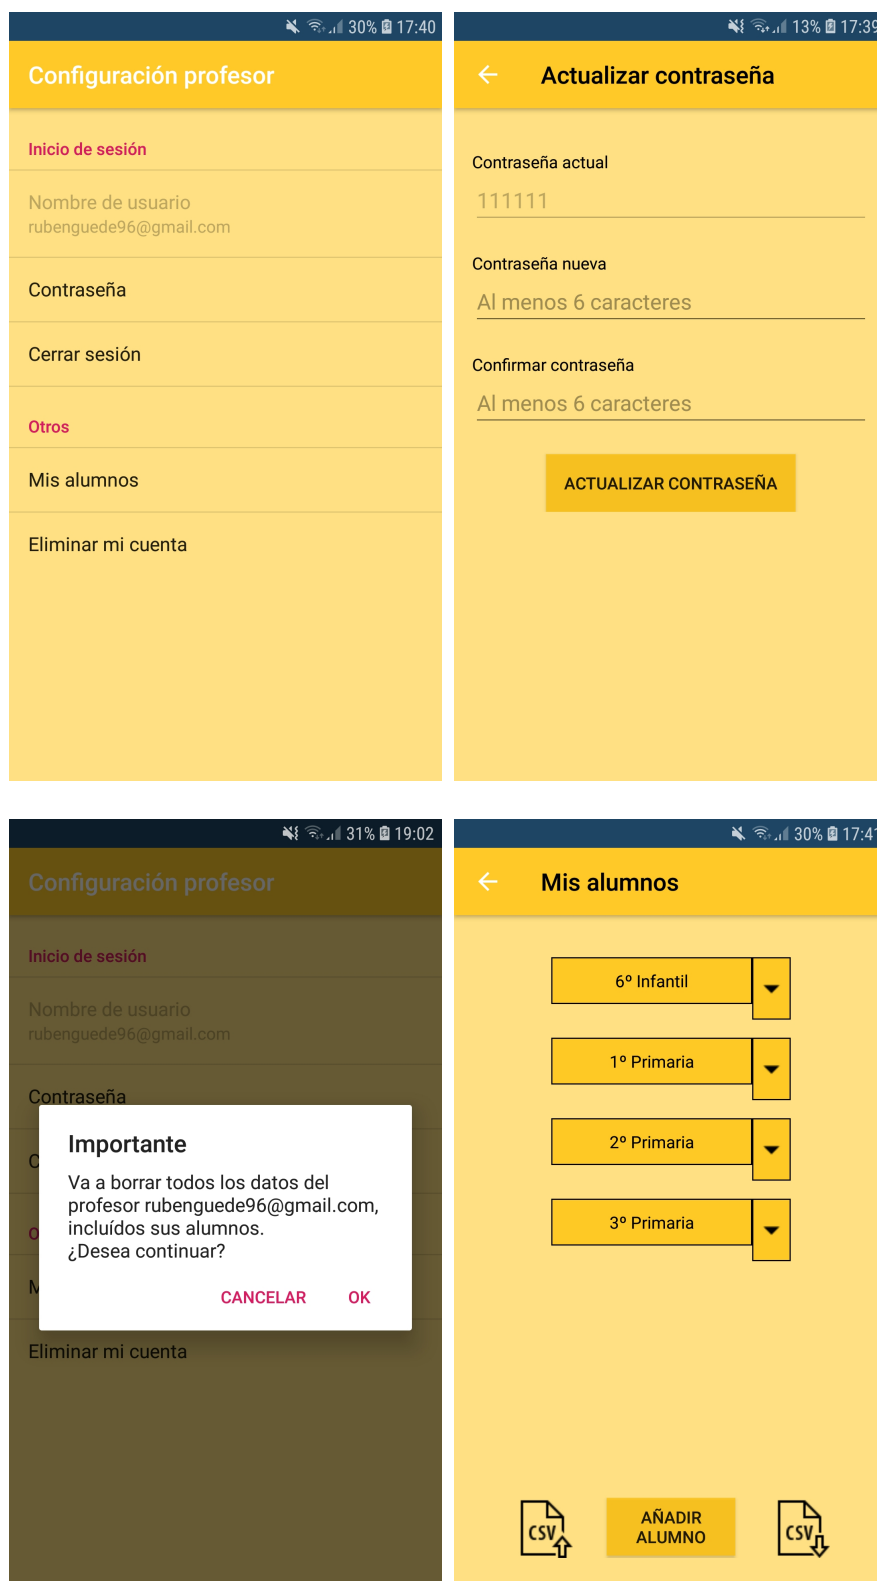 30% 17:40
Configuración profesor
Inicio de sesión
Nombre de usuario
rubenguede96@gmail.com
Contraseña
Cerrar sesión
Otros
Mis alumnos
Eliminar mi cuenta
13% 17:39
Actualizar contraseña
Contraseña actual
111111
Contraseña nueva
Al menos 6 caracteres
Confirmar contraseña
Al menos 6 caracteres
ACTUALIZAR CONTRASEÑA
31% 19:02
Configuración profesor
Inicio de sesión
Nombre de usuario
rubenguede96@gmail.com
Contraseña
C
O
M
Importante
Va a borrar todos los datos del
profesor rubenguede96@gmail.com,
incluídos sus alumnos.
¿Desea continuar?
CANCELAR OK
Eliminar mi cuenta
30% 17:41
Mis alumnos
6º Infantil
1º Primaria
2º Primaria
3º Primaria
CSV
AÑADIR
ALUMNO
CSV